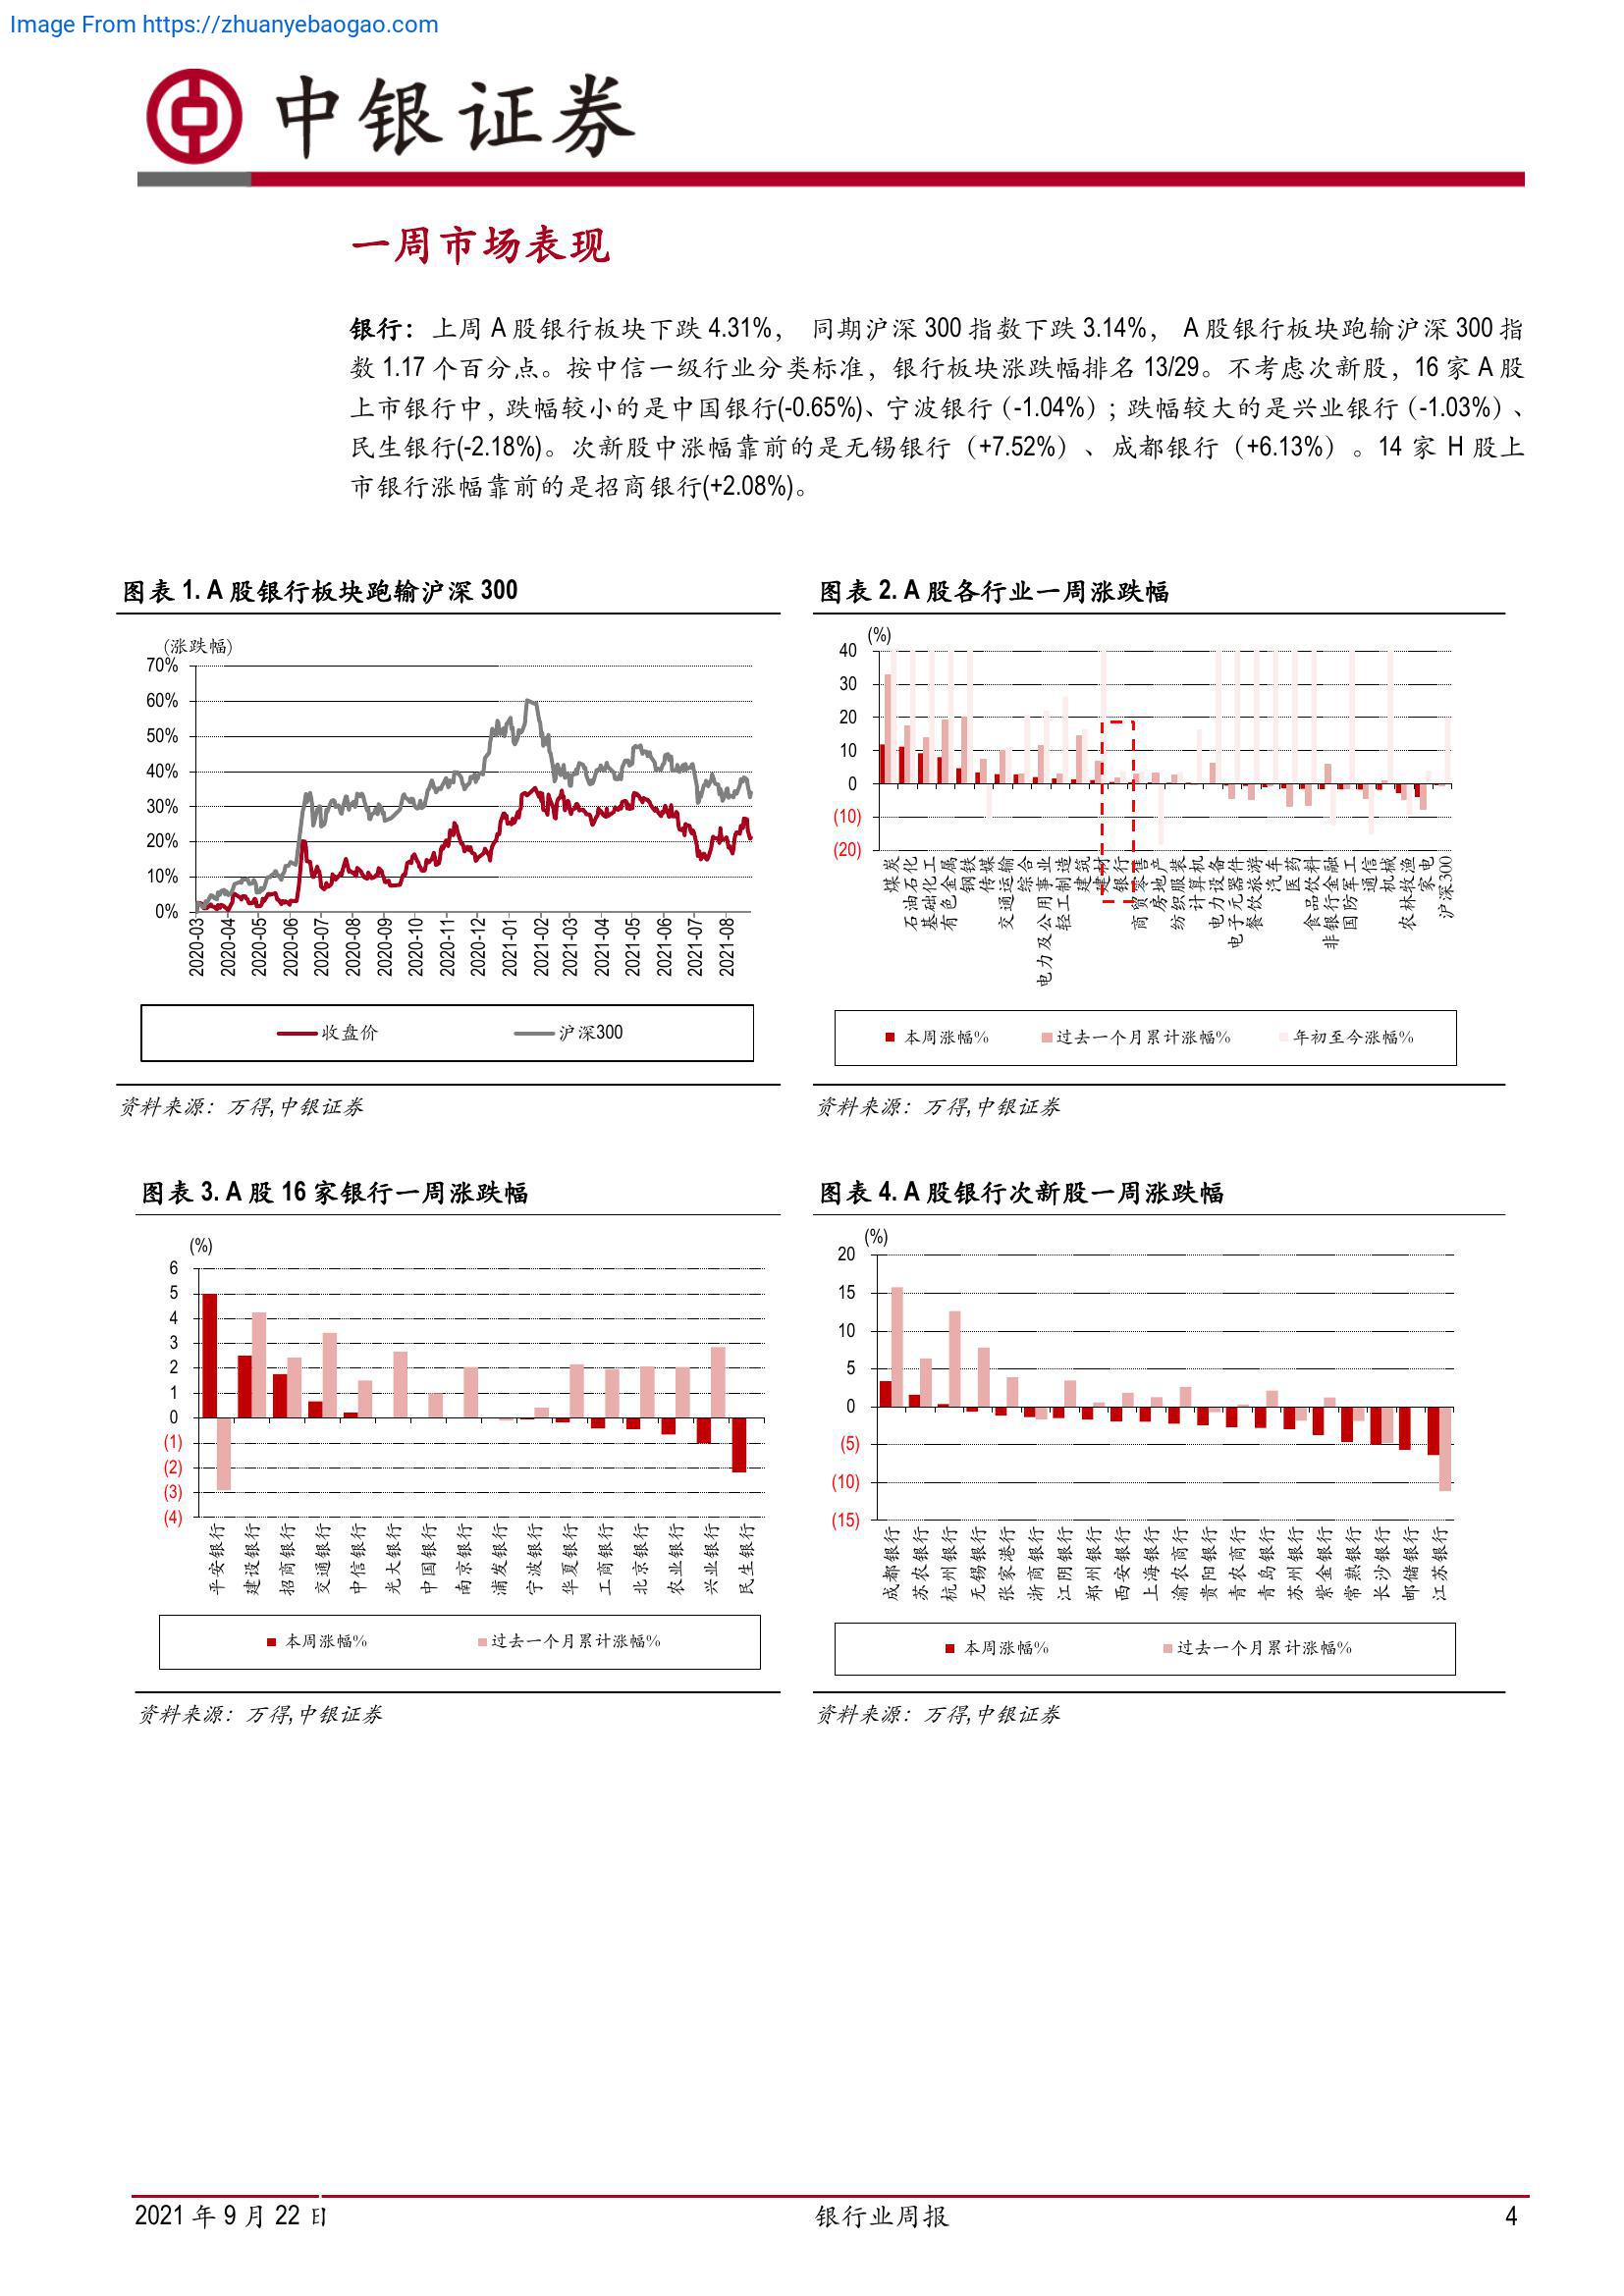 Image From https://zhuanyebaogao.com
中银证券
一周市场表现
银行：上周 A 股银行板块下跌 4.31%， 同期沪深 300 指数下跌 3.14%， A 股银行板块跑输沪深 300 指
数 1.17 个百分点。按中信一级行业分类标准，银行板块涨跌幅排名 13/29。不考虑次新股，16 家 A 股
上市银行中，跌幅较小的是中国银行(-0.65%)、宁波银行（-1.04%）；跌幅较大的是兴业银行（-1.03%）、
民生银行(-2.18%)。次新股中涨幅靠前的是无锡银行（+7.52%）、成都银行（+6.13%）。14 家 H 股上
市银行涨幅靠前的是招商银行(+2.08%)。
图表 1. A 股银行板块跑输沪深 300
(涨跌幅)
70%
60%
50%
40%
30%
20%
10%
0%
2020-03
2020-04
2020-05
2020-06
2020-07
2020-08
2020-09
2020-10
2020-11
2020-12
2021-01
2021-02
2021-03
2021-04
2021-05
2021-06
2021-07
2021-08
收盘价
沪深300
资料来源：万得,中银证券
图表 2. A 股各行业一周涨跌幅
(%)
40
30
20
10
0
(10)
(20)
煤炭
石油石化
基础化工
有色金属
钢铁
传媒
交通运输
综合
电力及公用事业
轻工制造
建筑
建材
银行
商贸零售
房地产
纺织服装
计算机
电力设备
电子元器件
餐饮旅游
汽车
医药
食品饮料
非银行金融
国防军工
通信
机械
农林牧渔
家电
沪深300
本周涨幅%
过去一个月累计涨幅%
年初至今涨幅%
资料来源：万得,中银证券
图表 3. A 股 16 家银行一周涨跌幅
(%)
6
5
4
3
2
1
0
(1)
(2)
(3)
(4)
平安银行
建设银行
招商银行
交通银行
中信银行
光大银行
中国银行
南京银行
浦发银行
宁波银行
华夏银行
工商银行
北京银行
农业银行
兴业银行
民生银行
本周涨幅%
过去一个月累计涨幅%
资料来源：万得,中银证券
图表 4. A 股银行次新股一周涨跌幅
(%)
20
15
10
5
0
(5)
(10)
(15)
成都银行
苏农银行
杭州银行
无锡银行
张家港行
浙商银行
江阴银行
郑州银行
西安银行
上海银行
渝农商行
贵阳银行
青农商行
青岛银行
苏州银行
紫金银行
常熟银行
长沙银行
邮储银行
江苏银行
本周涨幅%
过去一个月累计涨幅%
资料来源：万得,中银证券
2021 年 9 月 22 日
银行业周报
4